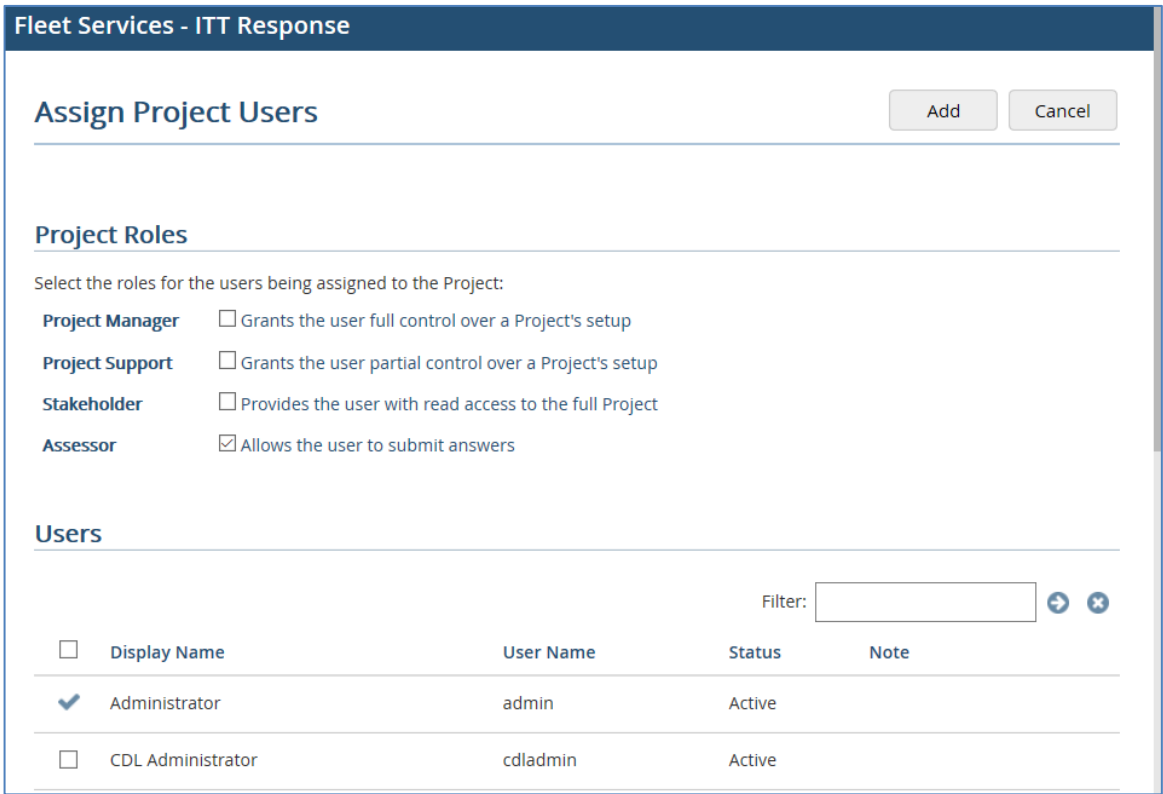 Fleet Services - ITT Response
Assign Project Users
Add
Cancel
Project Roles
Select the roles for the users being assigned to the Project:
Project Manager Grants the user full control over a Project's setup
Project Support Grants the user partial control over a Project's setup
Stakeholder Provides the user with read access to the full Project
Assessor Allows the user to submit answers
Users
Filter:
Display Name User Name Status Note
Administrator admin Active
CDL Administrator cdladmin Active